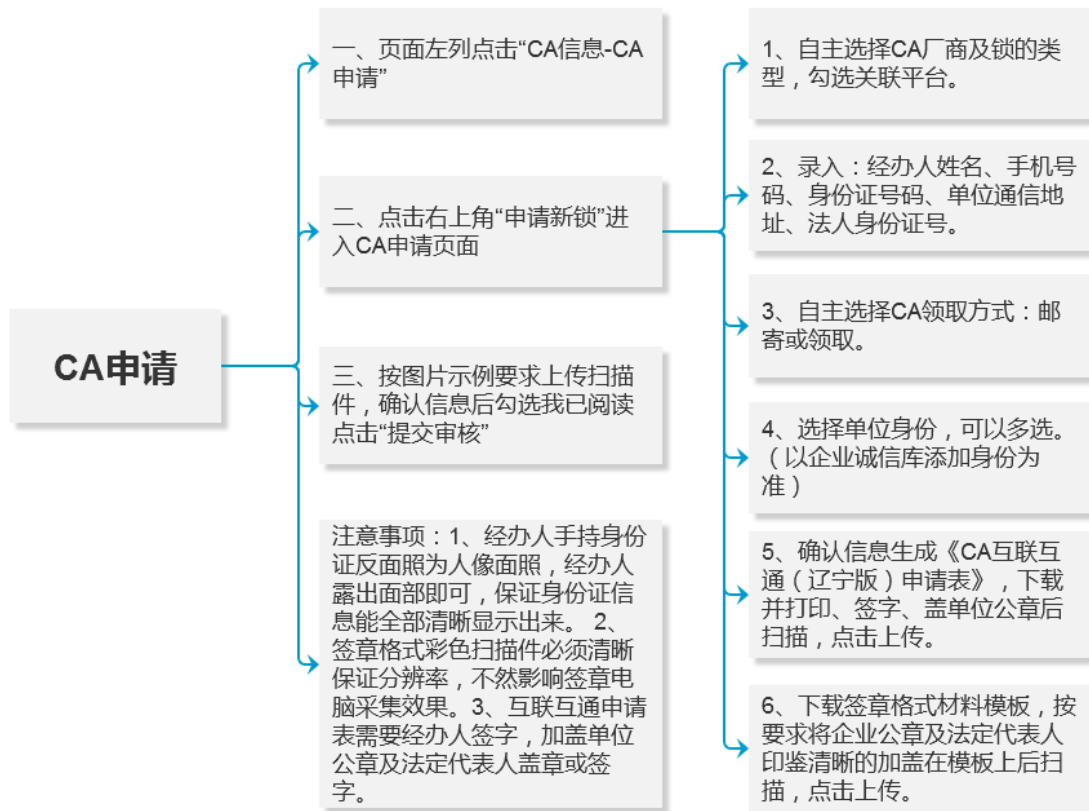 CA申请
一、页面左列点击“CA信息-CA
申请”
二、点击右上角“申请新锁”进
入CA申请页面
三、按图片示例要求上传扫描
件，确认信息后勾选我已阅读
点击“提交审核”
注意事项：1、经办人手持身份
证反面照为人像面照，经办人
露出面部即可，保证身份证信
息能全部清晰显示出来。 2、
签章格式彩色扫描件必须清晰
保证分辨率，不然影响签章电
脑采集效果。3、互联互通申请
表需要经办人签字，加盖单位
公章及法定代表人盖章或签
字。
1、自主选择CA厂商及锁的类
型，勾选关联平台。
2、录入：经办人姓名、手机号
码、身份证号码、单位通信地
址、法人身份证号。
3、自主选择CA领取方式：邮
寄或领取。
4、选择单位身份，可以多选。
（以企业诚信库添加身份为
准）
5、确认信息生成《CA互联互
通（辽宁版）申请表》，下载
并打印、签字、盖单位公章后
扫描，点击上传。
6、下载签章格式材料模板，按
要求将企业公章及法定代表人
印鉴清晰的加盖在模板上后扫
描，点击上传。